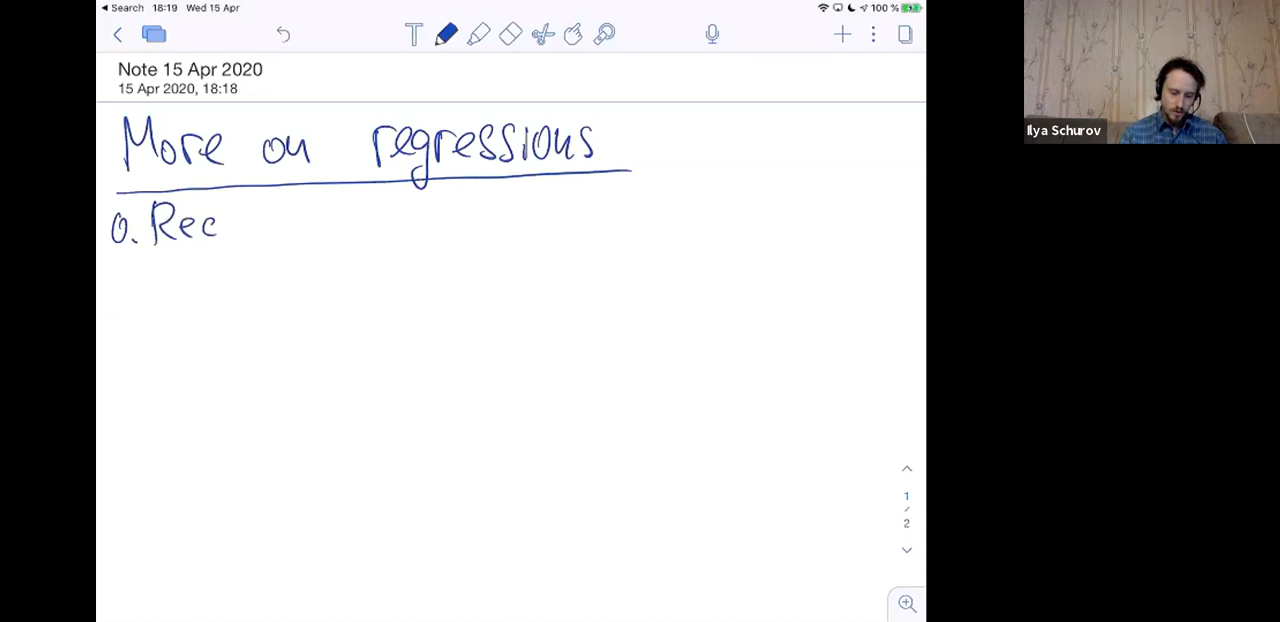 Search 18:19 Wed 15 Apr 100 %
Note 15 Apr 2020
15 Apr 2020, 18:18
More on regressions
0. Rec
1
/
2
Ilya Schurov